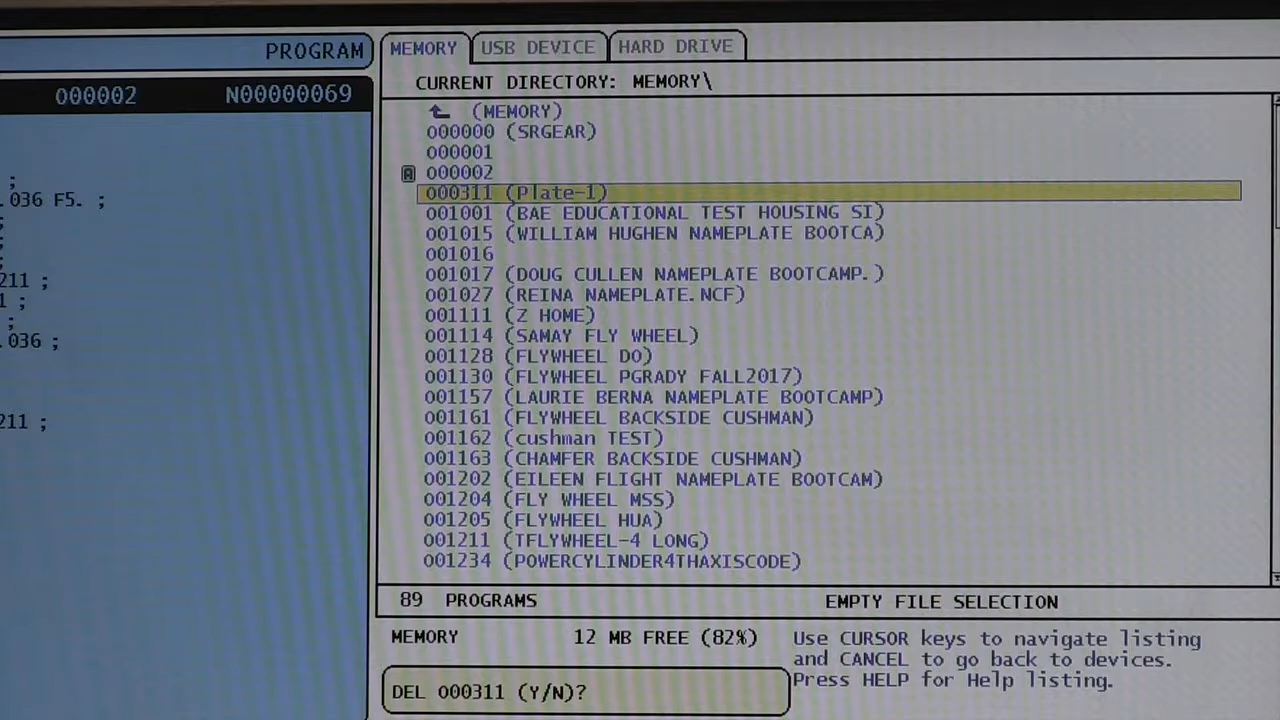 PROGRAM
O00002 N00000069
;
.036 F5. ;
;
;
;
211 ;
1 ;
;
.036 ;
211 ;
MEMORY USB DEVICE HARD DRIVE
CURRENT DIRECTORY: MEMORY\
(MEMORY)
O00000 (SRGEAR)
O00001
A O00002
O00311 (Plate-1)
O01001 (BAE EDUCATIONAL TEST HOUSING SI)
O01015 (WILLIAM HUGHEN NAMEPLATE BOOTCA)
O01016
O01017 (DOUG CULLEN NAMEPLATE BOOTCAMP.)
O01027 (REINA NAMEPLATE.NCF)
O01111 (Z HOME)
O01114 (SAMAY FLY WHEEL)
O01128 (FLYWHEEL DO)
O01130 (FLYWHEEL PGRADY FALL2017)
O01157 (LAURIE BERNA NAMEPLATE BOOTCAMP)
O01161 (FLYWHEEL BACKSIDE CUSHMAN)
O01162 (cushman TEST)
O01163 (CHAMFER BACKSIDE CUSHMAN)
O01202 (EILEEN FLIGHT NAMEPLATE BOOTCAM)
O01204 (FLY WHEEL MSS)
O01205 (FLYWHEEL HUA)
O01211 (TFLYWHEEL-4 LONG)
O01234 (POWERCYLINDER4THAXISCODE)
89 PROGRAMS EMPTY FILE SELECTION
MEMORY 12 MB FREE (82%)
Use CURSOR keys to navigate listing
and CANCEL to go back to devices.
Press HELP for Help listing.
DEL O00311 (Y/N)?